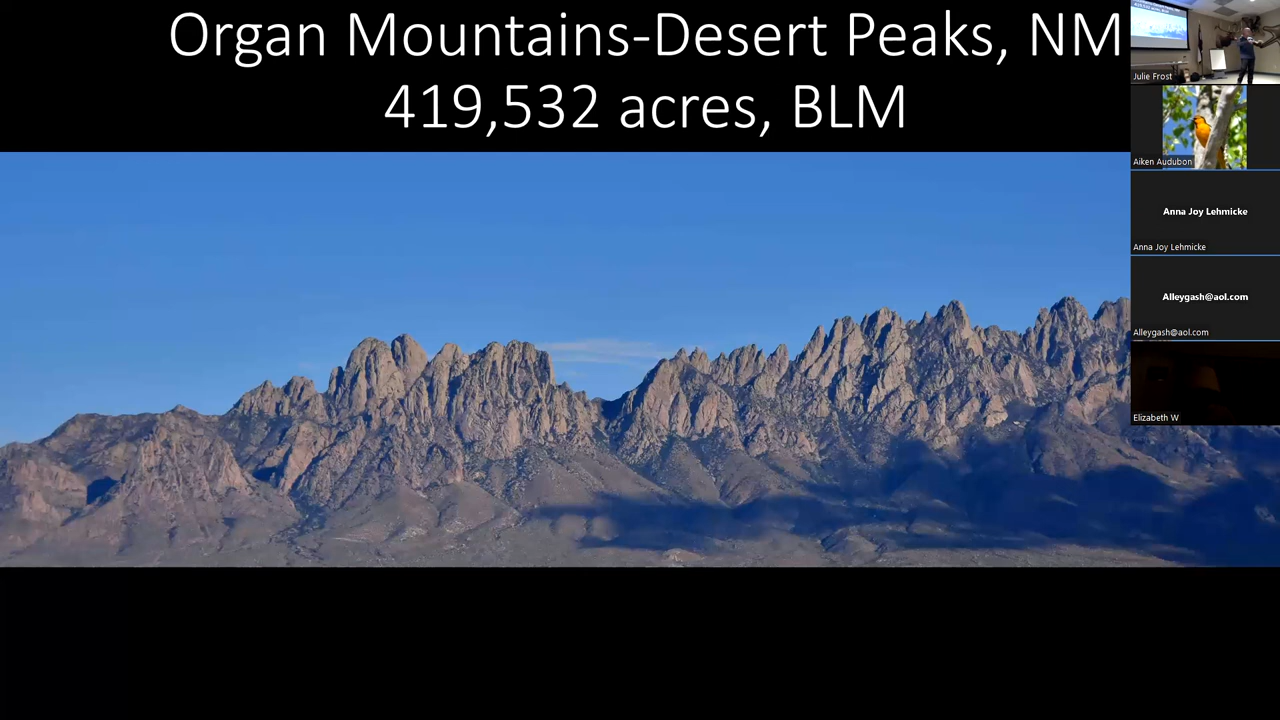 Organ Mountains-Desert Peaks, NM
419,532 acres, BLM
Julie Frost
Aiken Audubon
Anna Joy Lehmicke
Anna Joy Lehmicke
Alleygash@aol.com
Alleygash@aol.com
Elizabeth W